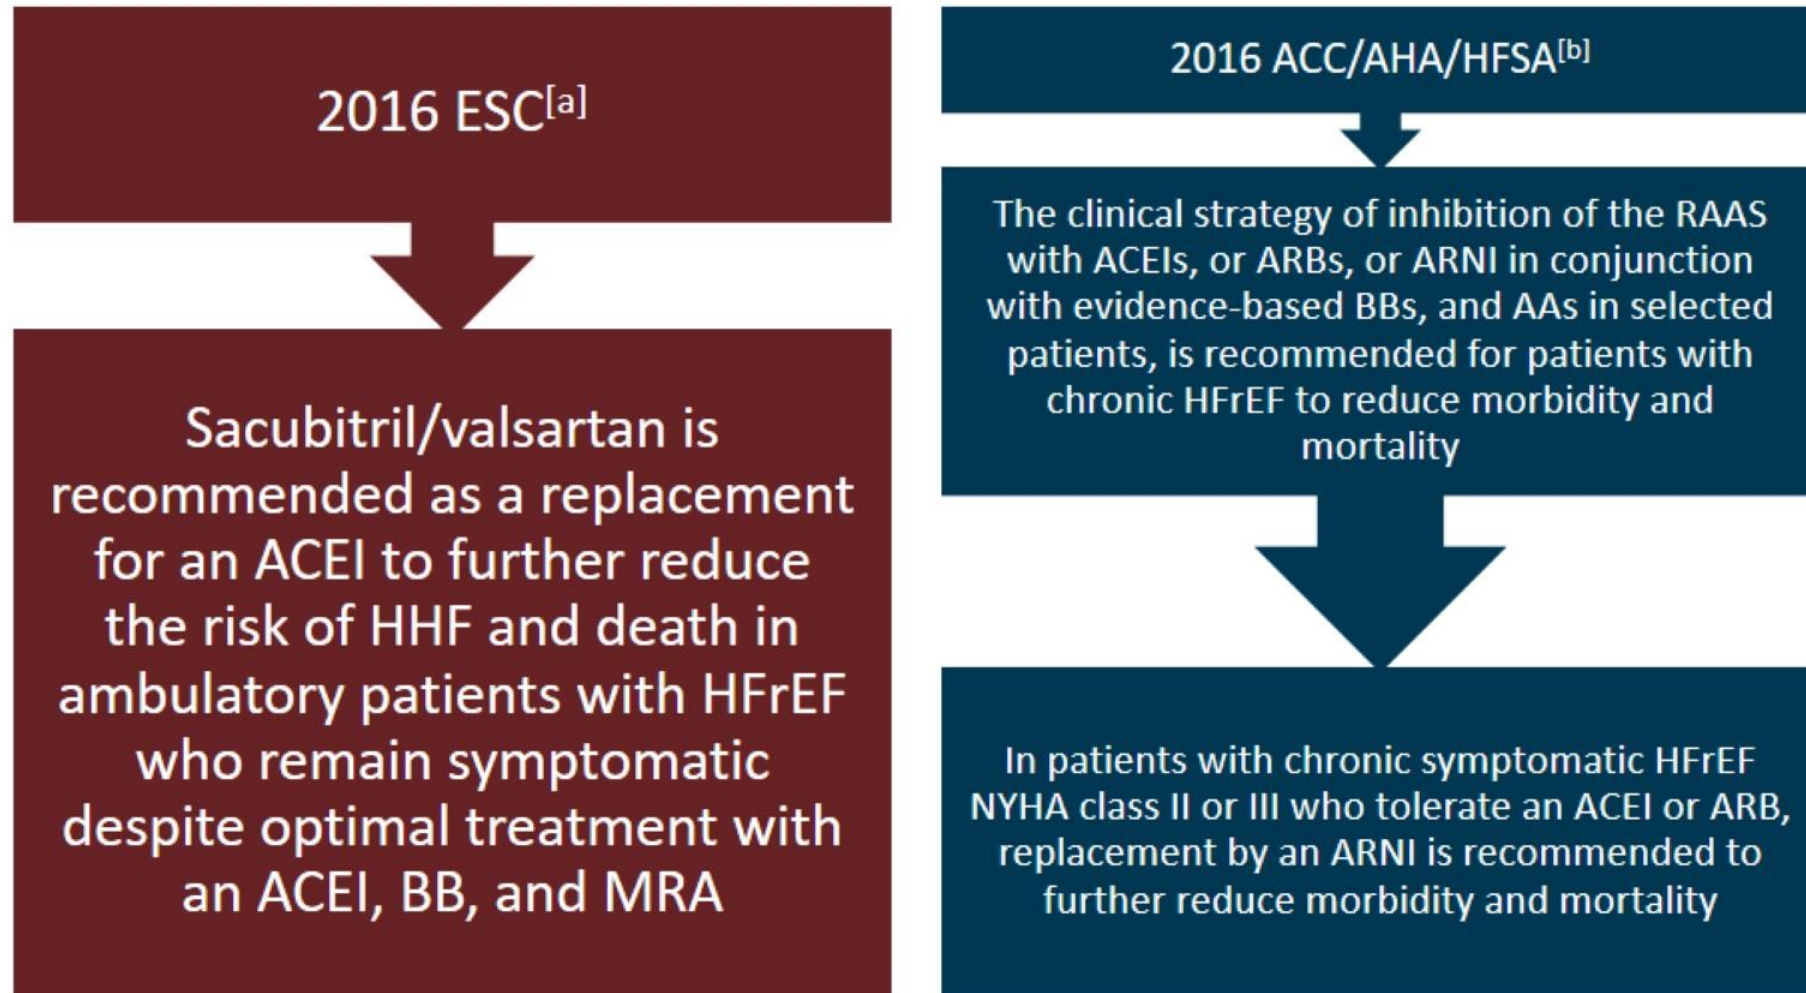 2016 ESC[a]
Sacubitril/valsartan is
recommended as a replacement
for an ACEI to further reduce
the risk of HHF and death in
ambulatory patients with HFrEF
who remain symptomatic
despite optimal treatment with
an ACEI, BB, and MRA
2016 ACC/AHA/HFSA[b]
The clinical strategy of inhibition of the RAAS
with ACEIs, or ARBs, or ARNI in conjunction
with evidence-based BBs, and AAs in selected
patients, is recommended for patients with
chronic HFrEF to reduce morbidity and
mortality
In patients with chronic symptomatic HFrEF
NYHA class II or III who tolerate an ACEI or ARB,
replacement by an ARNI is recommended to
further reduce morbidity and mortality